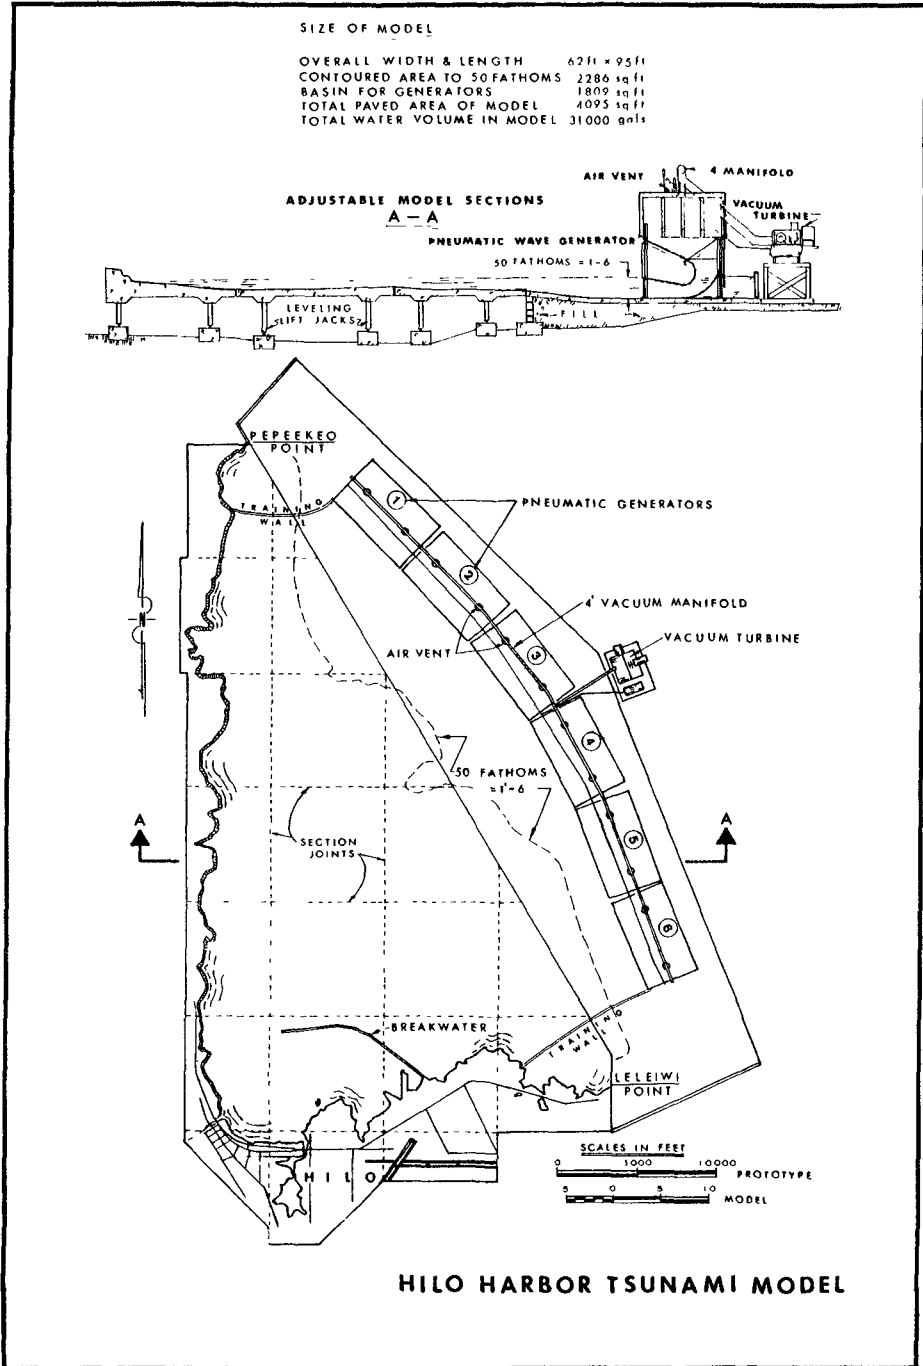 SIZE OF MODEL
OVERALL WIDTH & LENGTH 62ft × 95ft
CONTOURED AREA TO 50 FATHOMS 2286 sq ft
BASIN FOR GENERATORS 1809 sq ft
TOTAL PAVED AREA OF MODEL 4095 sq ft
TOTAL WATER VOLUME IN MODEL 31000 gals
AIR VENT
4 MANIFOLD
ADJUSTABLE MODEL SECTIONS
A – A
VACUUM
TURBINE
PNEUMATIC WAVE GENERATOR
50 FATHOMS = 1-6
LEVELING
LIFT JACKS
FILL
PEPEEKEO
POINT
TRAINING
WALL
1
PNEUMATIC GENERATORS
2
N
4' VACUUM MANIFOLD
VACUUM TURBINE
AIR VENT
3
4
50 FATHOMS
=1'-6
A
A
SECTION
JOINTS
5
6
BREAKWATER
TRAINING
WALL
LELEIWI
POINT
HILO
SCALES IN FEET
0 5000 10000
PROTOTYPE
5 0 5 10
MODEL
HILO HARBOR TSUNAMI MODEL